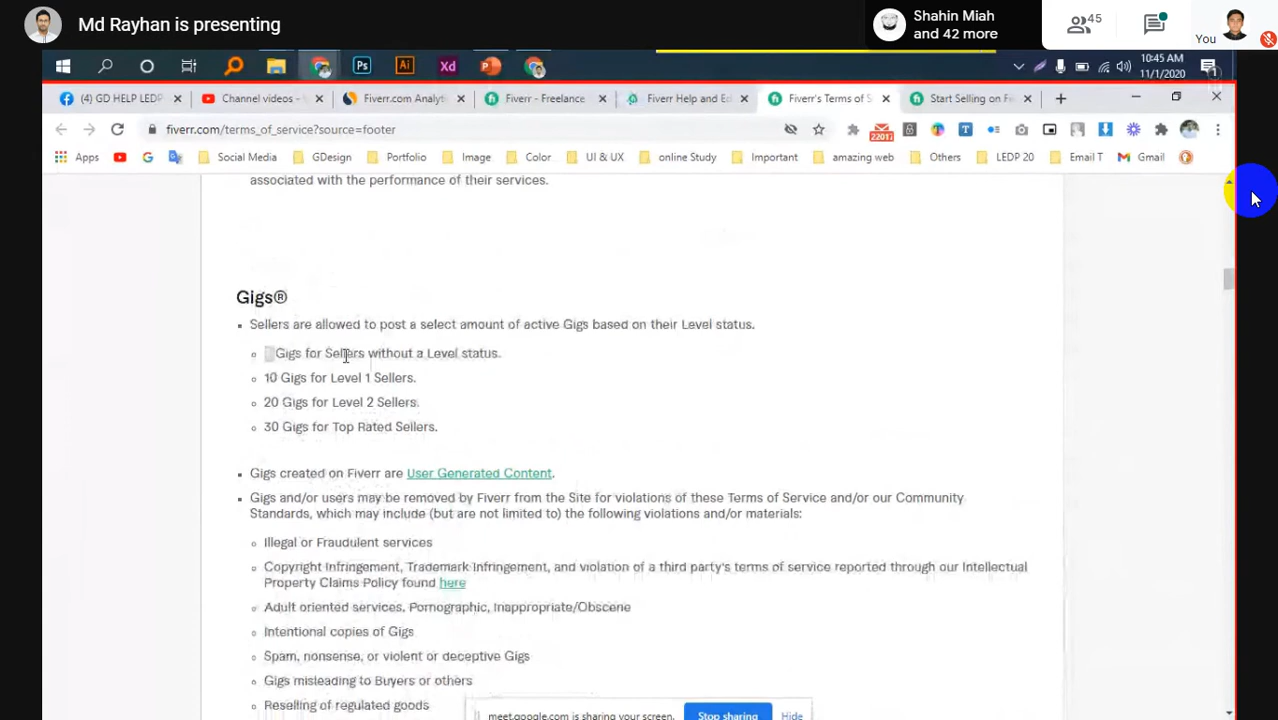 Md Rayhan is presenting
Shahin Miah
and 42 more
45
You
Ps
Ai
Xd
10:45 AM
11/1/2020
1
(4) GD HELP LEDP
Channel videos -
Fiverr.com Analyt
Fiverr - Freelance
Fiverr Help and Ed
Fiverr's Terms of S
Start Selling on Fi
fiverr.com/terms_of_service?source=footer
22017
Apps
Social Media
GDesign
Portfolio
Image
Color
UI & UX
online Study
Important
amazing web
Others
LEDP 20
Email T
Gmail
associated with the performance of their services.
Gigs®
Sellers are allowed to post a select amount of active Gigs based on their Level status.
Gigs for Sellers without a Level status.
10 Gigs for Level 1 Sellers.
20 Gigs for Level 2 Sellers.
30 Gigs for Top Rated Sellers.
Gigs created on Fiverr are User Generated Content.
Gigs and/or users may be removed by Fiverr from the Site for violations of these Terms of Service and/or our Community
Standards, which may include (but are not limited to) the following violations and/or materials:
Illegal or Fraudulent services
Copyright Infringement, Trademark Infringement, and violation of a third party's terms of service reported through our Intellectual
Property Claims Policy found here
Adult oriented services, Pornographic, Inappropriate/Obscene
Intentional copies of Gigs
Spam, nonsense, or violent or deceptive Gigs
Gigs misleading to Buyers or others
Reselling of regulated goods
meet.google.com is sharing your screen.
Stop sharing
Hide